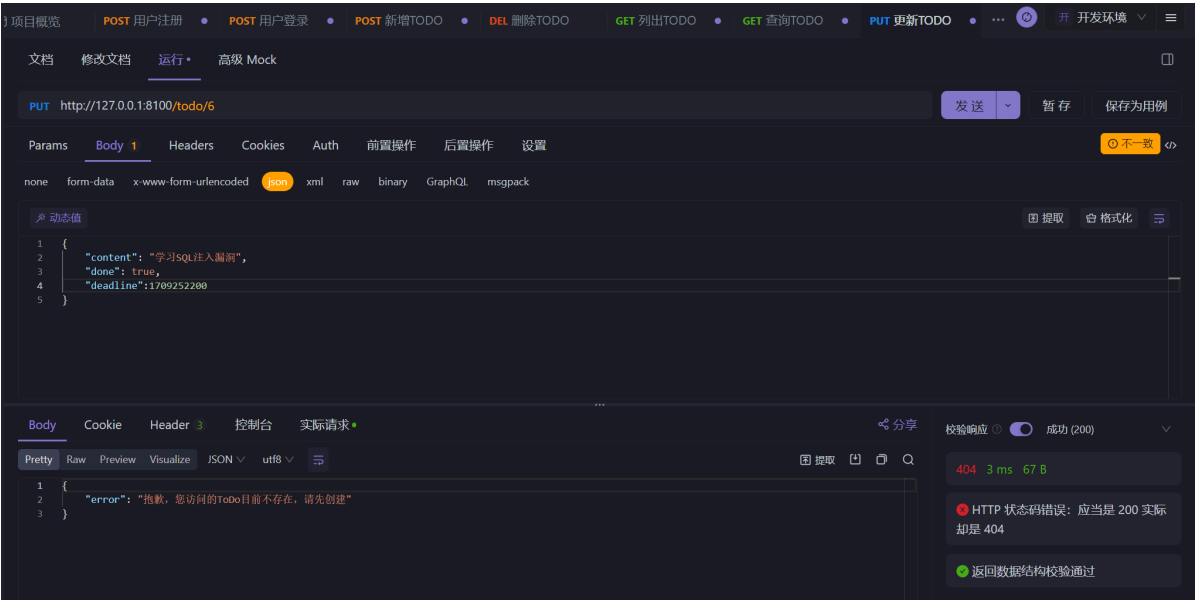 项目概览 POST 用户注册 POST 用户登录 POST 新增TODO DEL 删除TODO GET 列出TODO GET 查询TODO PUT 更新TODO ··· 开 开发环境
文档 修改文档 运行 高级 Mock
PUT http://127.0.0.1:8100/todo/6 发送 暂存 保存为用例
Params Body 1 Headers Cookies Auth 前置操作 后置操作 设置 不一致 </>
none form-data x-www-form-urlencoded json xml raw binary GraphQL msgpack
动态值 提取 格式化
1 {
2 "content": "学习SQL注入漏洞",
3 "done": true,
4 "deadline":1709252200
5 }
Body Cookie Header 3 控制台 实际请求 分享 校验响应 成功 (200)
Pretty Raw Preview Visualize JSON utf8 提取
404 3 ms 67 B
1 {
2 "error": "抱歉，您访问的ToDo目前不存在，请先创建"
3 }
HTTP 状态码错误：应当是 200 实际
却是 404
返回数据结构校验通过